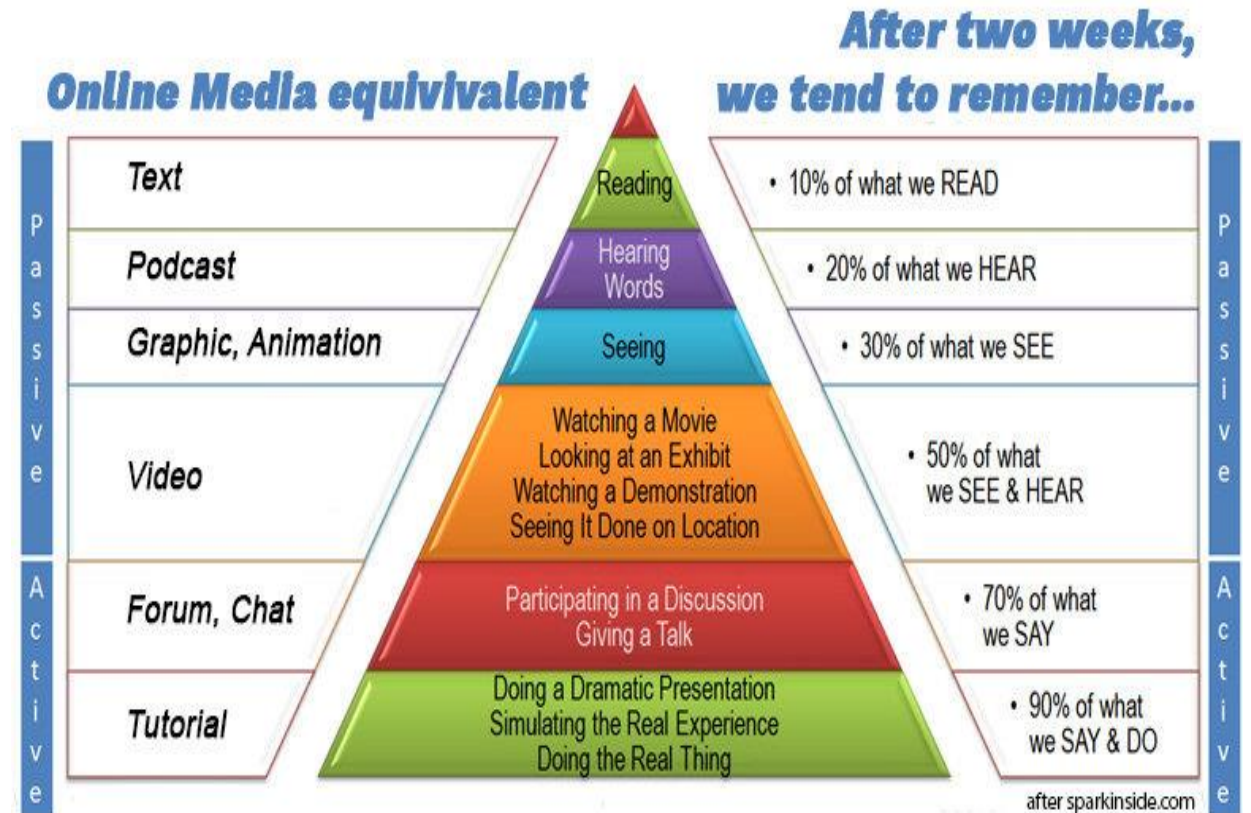 After two weeks,
we tend to remember...
Online Media equivivalent
Passive
Text
Reading
• 10% of what we READ
Passive
Podcast
Hearing
Words
• 20% of what we HEAR
Graphic, Animation
Seeing
• 30% of what we SEE
Video
Watching a Movie
Looking at an Exhibit
Watching a Demonstration
Seeing It Done on Location
• 50% of what
we SEE & HEAR
Active
Forum, Chat
Participating in a Discussion
Giving a Talk
• 70% of what
we SAY
Active
Tutorial
Doing a Dramatic Presentation
Simulating the Real Experience
Doing the Real Thing
• 90% of what
we SAY & DO
after sparkinside.com